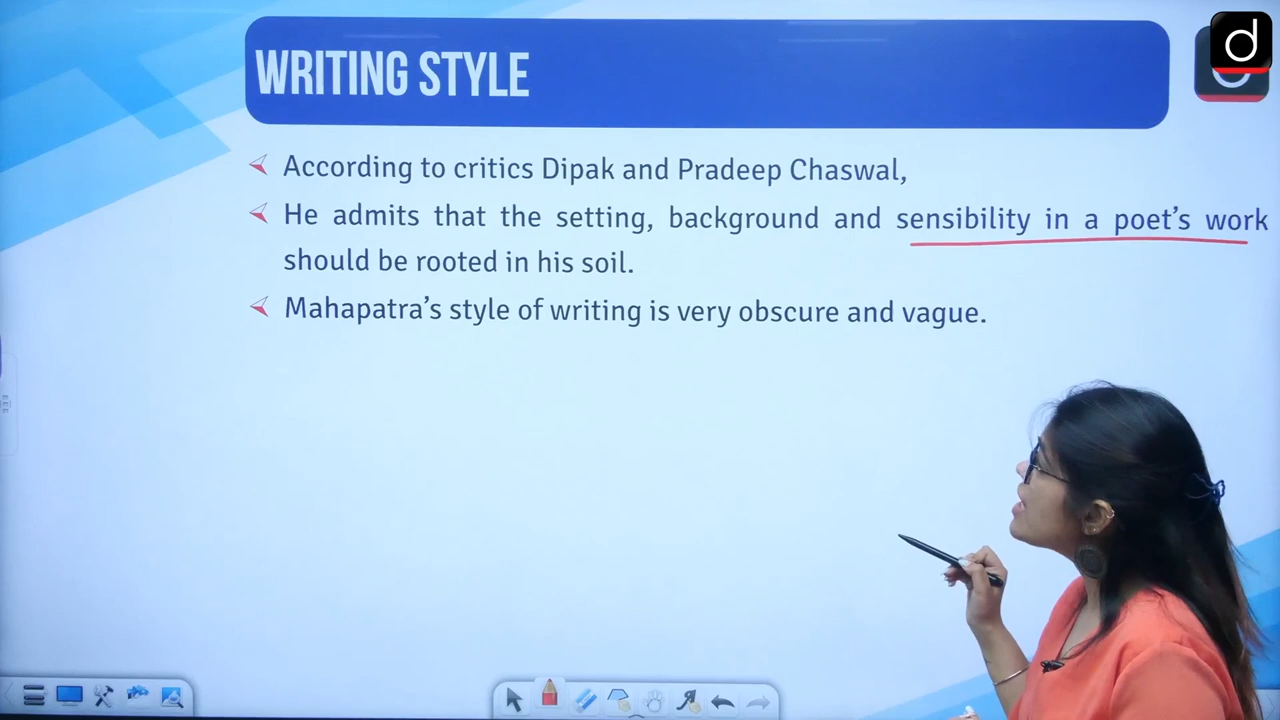 WRITING STYLE
d
According to critics Dipak and Pradeep Chaswal,
He admits that the setting, background and sensibility in a poet's work
should be rooted in his soil.
Mahapatra's style of writing is very obscure and vague.